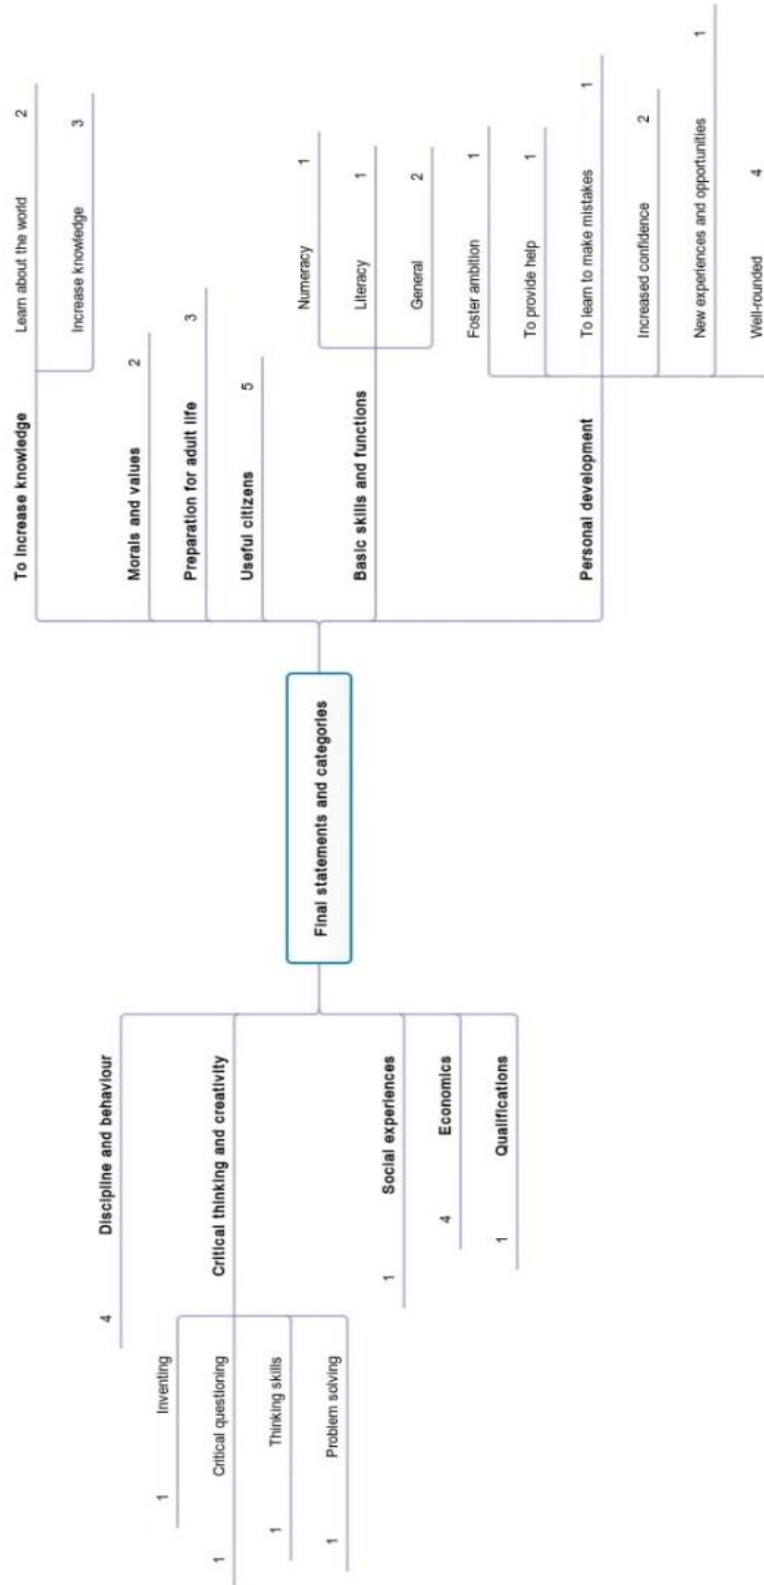 To increase knowledge
Learn about the world 2
Increase knowledge 3
Morals and values 2
Preparation for adult life 3
Useful citizens 5
Basic skills and functions
Numeracy 1
Literacy 1
General 2
Personal development
Foster ambition 1
To provide help 1
To learn to make mistakes 1
Increased confidence 2
New experiences and opportunities 1
Well-rounded 4
Final statements and categories
4 Discipline and behaviour
Critical thinking and creativity
1 Inventing
1 Critical questioning
1 Thinking skills
1 Problem solving
1 Social experiences
4 Economics
1 Qualifications